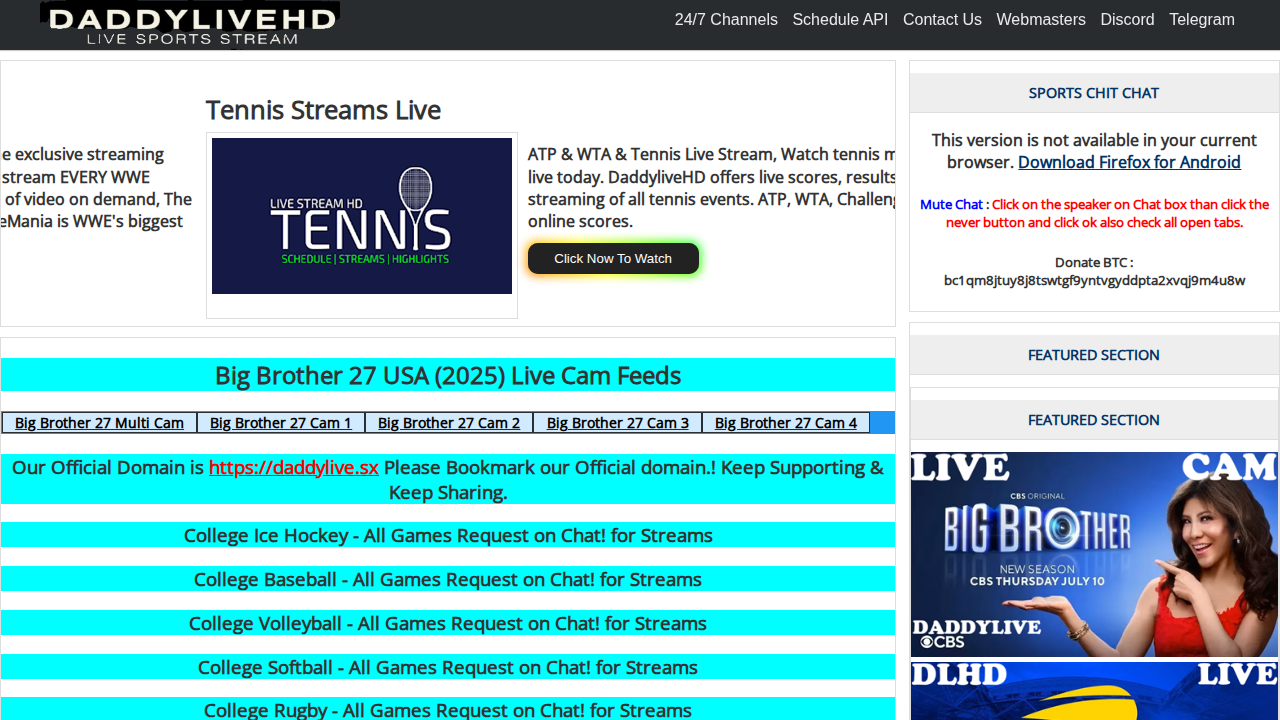 DADDYLIVEHD
LIVE SPORTS STREAM
24/7 Channels Schedule API Contact Us Webmasters Discord Telegram
e exclusive streaming
stream EVERY WWE
of video on demand, The
eMania is WWE's biggest
Tennis Streams Live
LIVE STREAM HD
TENNIS
SCHEDULE | STREAMS | HIGHLIGHTS
ATP & WTA & Tennis Live Stream, Watch tennis m
live today. DaddyliveHD offers live scores, results
streaming of all tennis events. ATP, WTA, Challeng
online scores.
Click Now To Watch
Big Brother 27 USA (2025) Live Cam Feeds
Big Brother 27 Multi Cam Big Brother 27 Cam 1 Big Brother 27 Cam 2 Big Brother 27 Cam 3 Big Brother 27 Cam 4
Our Official Domain is https://daddylive.sx Please Bookmark our Official domain.! Keep Supporting &
Keep Sharing.
College Ice Hockey - All Games Request on Chat! for Streams
College Baseball - All Games Request on Chat! for Streams
College Volleyball - All Games Request on Chat! for Streams
College Softball - All Games Request on Chat! for Streams
College Rugby - All Games Request on Chat! for Streams
SPORTS CHIT CHAT
This version is not available in your current
browser. Download Firefox for Android
Mute Chat : Click on the speaker on Chat box than click the
never button and click ok also check all open tabs.
Donate BTC :
bc1qm8jtuy8j8tswtgf9yntvgyddpta2xvqj9m4u8w
FEATURED SECTION
FEATURED SECTION
LIVE CAM
CBS ORIGINAL
BIG BROTHER
NEW SEASON
CBS THURSDAY JULY 10
DADDYLIVE
CBS
DLHD LIVE